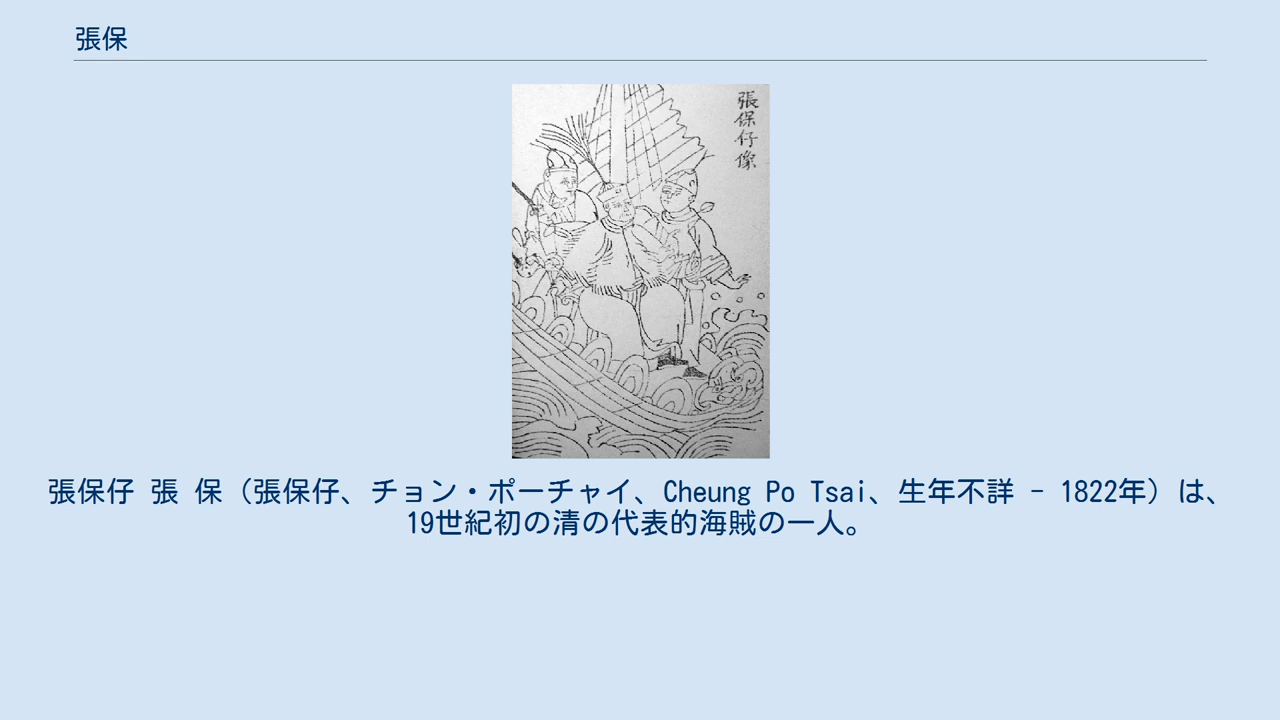 張保
張保仔像
張保仔 張 保（張保仔、チョン・ポーチャイ、Cheung Po Tsai、生年不詳 - 1822年）は、
19世紀初の清の代表的海賊の一人。